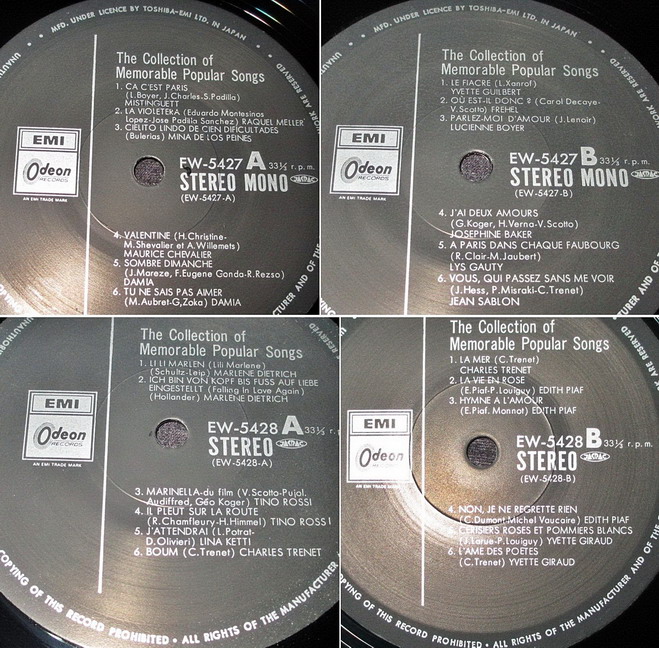 MFD. UNDER LICENCE BY TOSHIBA-EMI LTD. IN JAPAN
The Collection of
Memorable Popular Songs
1. CA C'EST PARIS
(L.Boyer, J.Charles-S.Padilla)
MISTINGUETT
2. LA VIOLETERA (Eduardo Montesinos
Lopez-Jose Padilla Sanchez) RAQUEL MELLER
3. CIELITO LINDO DE CIEN DIFICULTADES
(Bulerias) MINA DE LOS PEINES
EMI
Odeon
RECORDS
AN EMI TRADE MARK
EW-5427 A 33⅓ r.p.m.
STEREO MONO
(EW-5427-A)
4. VALENTINE (H.Christine-
M.Shevalier et A.Willemets)
MAURICE CHEVALIER
5. SOMBRE DIMANCHE
(J.Mareze, F.Eugene Gonda-R.Rezso)
DAMIA
6. TU NE SAIS PAS AIMER
(M.Aubret-G,Zoka) DAMIA
MFD. UNDER LICENCE BY TOSHIBA-EMI LTD. IN JAPAN
The Collection of
Memorable Popular Songs
1. LE FIACRE (L.Xanrof)
YVETTE GUILBERT
2. OÙ EST-IL DONC ? (Carol Decaye-
V.Scotto) FREHEL
3. PARLEZ-MOI D'AMOUR (J.Lenoir)
LUCIENNE BOYER
EMI
Odeon
RECORDS
AN EMI TRADE MARK
EW-5427 B 33⅓ r.p.m.
STEREO MONO
(EW-5427-B)
4. J'AI DEUX AMOURS
(G.Koger, H.Verna-V.Scotto)
JOSEPHINE BAKER
5. A PARIS DANS CHAQUE FAUBOURG
(R.Clair-M.Jaubert)
LYS GAUTY
6. VOUS, QUI PASSEZ SANS ME VOIR
(J.Hess, P.Misraki-C.Trenet)
JEAN SABLON
The Collection of
Memorable Popular Songs
1. LI LI MARLEN (Lili Marlene)
(Schultz-Leip) MARLENE DIETRICH
2. ICH BIN VON KOPF BIS FUSS AUF LIEBE
EINGESTELLT (Falling In Love Again)
(Hollander) MARLENE DIETRICH
EMI
Odeon
RECORDS
AN EMI TRADE MARK
EW-5428 A 33⅓ r.p.
STEREO
(EW-5428-A)
3. MARINELLA-du film (V.Scotto-Pujol.
Audiffred, Géo Koger) TINO ROSSI
4. IL PLEUT SUR LA ROUTE
(R.Chamfleury-H.Himmel) TINO ROSSI
5. J'ATTENDRAI (L.Potrat-
D.Olivieri) LINA KETTI
6. BOUM (C.Trenet) CHARLES TRENET
COPYING OF THIS RECORD PROHIBITED • ALL RIGHTS OF THE MANUFACTURER AND
The Collection of
Memorable Popular Songs
1. LA MER (C.Trenet)
CHARLES TRENET
2. LA VIE EN ROSE
(E.Piaf-P.Louiguy) EDITH PIAF
3. HYMNE A L'AMOUR
(E.Piaf. Mannot) EDITH PIAF
EMI
Odeon
RECORDS
AN EMI TRADE MARK
EW-5428 B 33⅓ r.p.m.
STEREO
(EW-5428-B)
4. NON, JE NE REGRETTE RIEN
(C.Dumont.Michel Vaucaire) EDITH PIAF
5. CERISIERS ROSES ET POMMIERS BLANCS
(J.Larue-P.Louiguy) YVETTE GIRAUD
6. L'AME DES POETES
(C.Trenet) YVETTE GIRAUD
COPYING OF THIS RECORD PROHIBITED • ALL RIGHTS OF THE MANUFACTURER AND OF THE